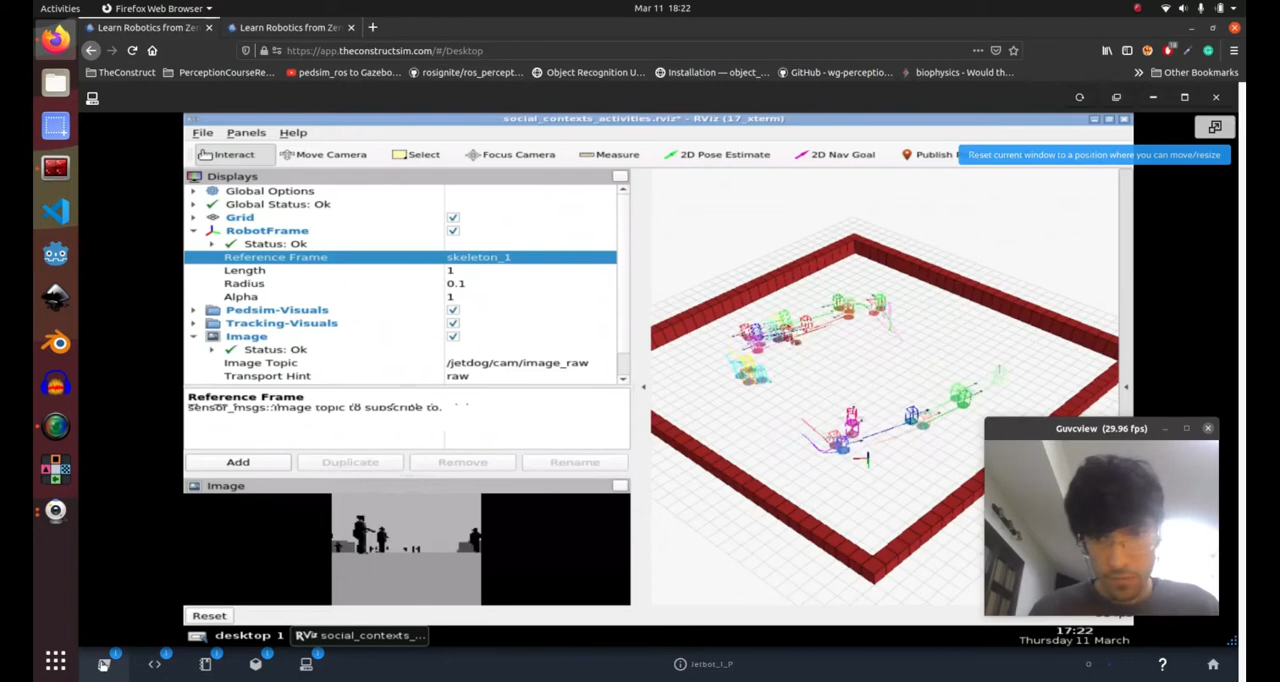 Activities
Firefox Web Browser
Mar 11 18:22
Learn Robotics from Zer
Learn Robotics from Zer
https://app.theconstructsim.com/#/Desktop
TheConstruct
PerceptionCourseRe...
pedsim_ros to Gazebo...
rosignite/ros_percept...
Object Recognition U...
Installation — object_...
GitHub - wg-perceptio...
biophysics - Would th...
Other Bookmarks
social_contexts_activities.rviz* - RViz (17_xterm)
File Panels Help
Interact Move Camera Select Focus Camera Measure 2D Pose Estimate 2D Nav Goal Publish
Reset current window to a position where you can move/resize
Displays
Global Options
Global Status: Ok
Grid
RobotFrame
Status: Ok
Reference Frame skeleton_1
Length 1
Radius 0.1
Alpha 1
Pedsim-Visuals
Tracking-Visuals
Image
Status: Ok
Image Topic /jetdog/cam/image_raw
Transport Hint raw
Reference Frame
sensor_msgs::Image topic to subscribe to.
Add Duplicate Remove Rename
Image
Guvcview (29.96 fps)
Reset
desktop 1
RViz social_contexts_...
17:22
Thursday 11 March
Jetbot_I_P
?